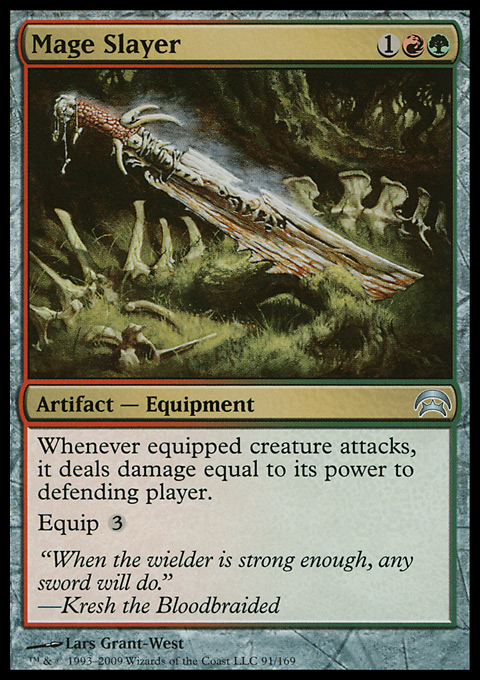 Mage Slayer 1
Artifact — Equipment
Whenever equipped creature attacks,
it deals damage equal to its power to
defending player.
Equip 3
“When the wielder is strong enough, any
sword will do.”
—Kresh the Bloodbraided
Lars Grant-West
™ & © 1993–2009 Wizards of the Coast LLC 91/169